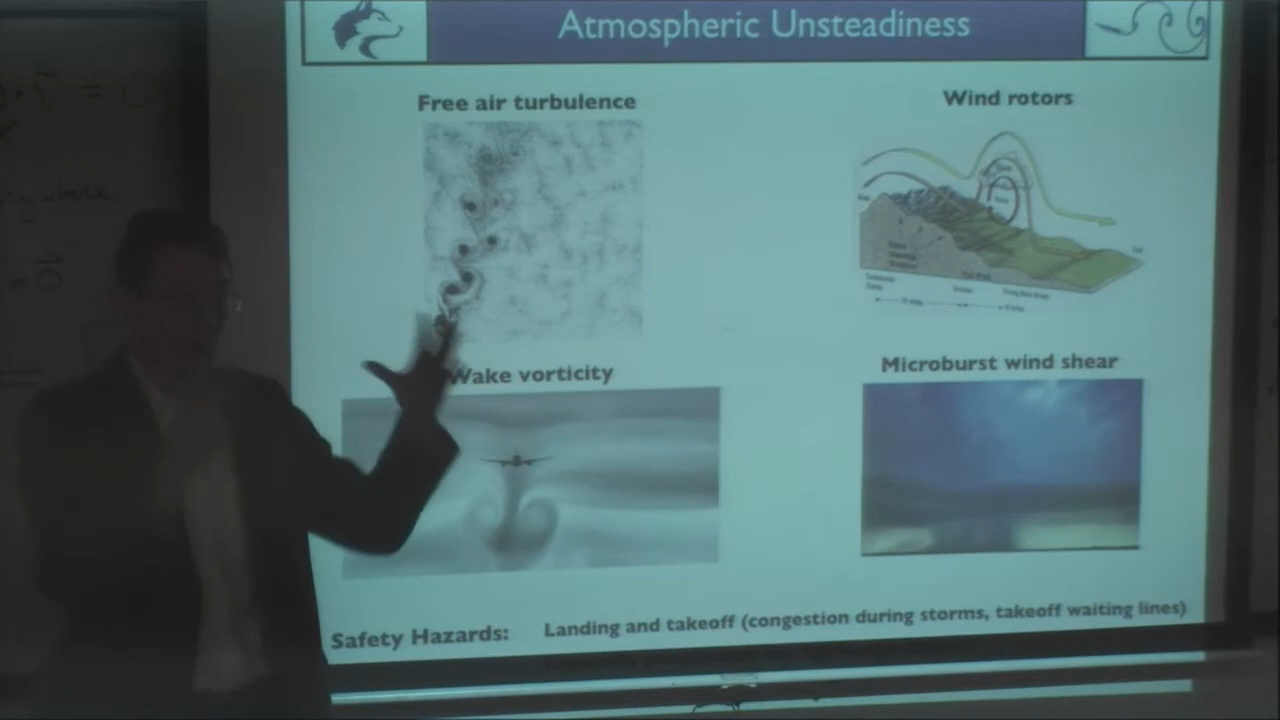 Atmospheric Unsteadiness
Free air turbulence
Wind rotors
Wake vorticity
Microburst wind shear
Safety Hazards: Landing and takeoff (congestion during storms, takeoff waiting lines)